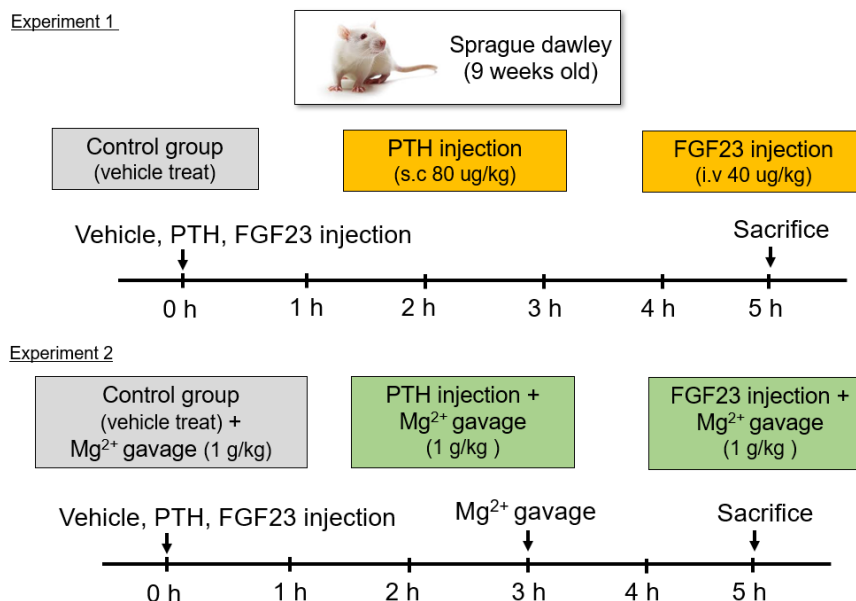 Experiment 1
Sprague dawley
(9 weeks old)
Control group
(vehicle treat)
PTH injection
(s.c 80 ug/kg)
FGF23 injection
(i.v 40 ug/kg)
Vehicle, PTH, FGF23 injection
Sacrifice
0 h
1 h
2 h
3 h
4 h
5 h
Experiment 2
Control group
(vehicle treat) +
Mg²⁺ gavage (1 g/kg)
PTH injection +
Mg²⁺ gavage
(1 g/kg )
FGF23 injection +
Mg²⁺ gavage
(1 g/kg )
Vehicle, PTH, FGF23 injection
Mg²⁺ gavage
Sacrifice
0 h
1 h
2 h
3 h
4 h
5 h